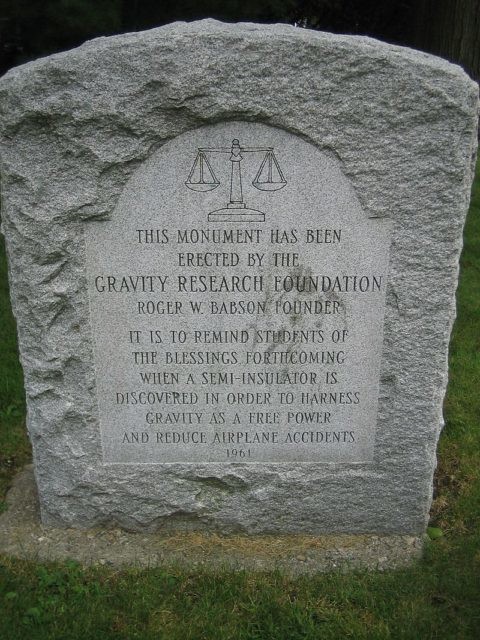 THIS MONUMENT HAS BEEN
ERECTED BY THE
GRAVITY RESEARCH FOUNDATION
ROGER W. BABSON FOUNDER
IT IS TO REMIND STUDENTS OF
THE BLESSINGS FORTHCOMING
WHEN A SEMI-INSULATOR IS
DISCOVERED IN ORDER TO HARNESS
GRAVITY AS A FREE POWER
AND REDUCE AIRPLANE ACCIDENTS
1961